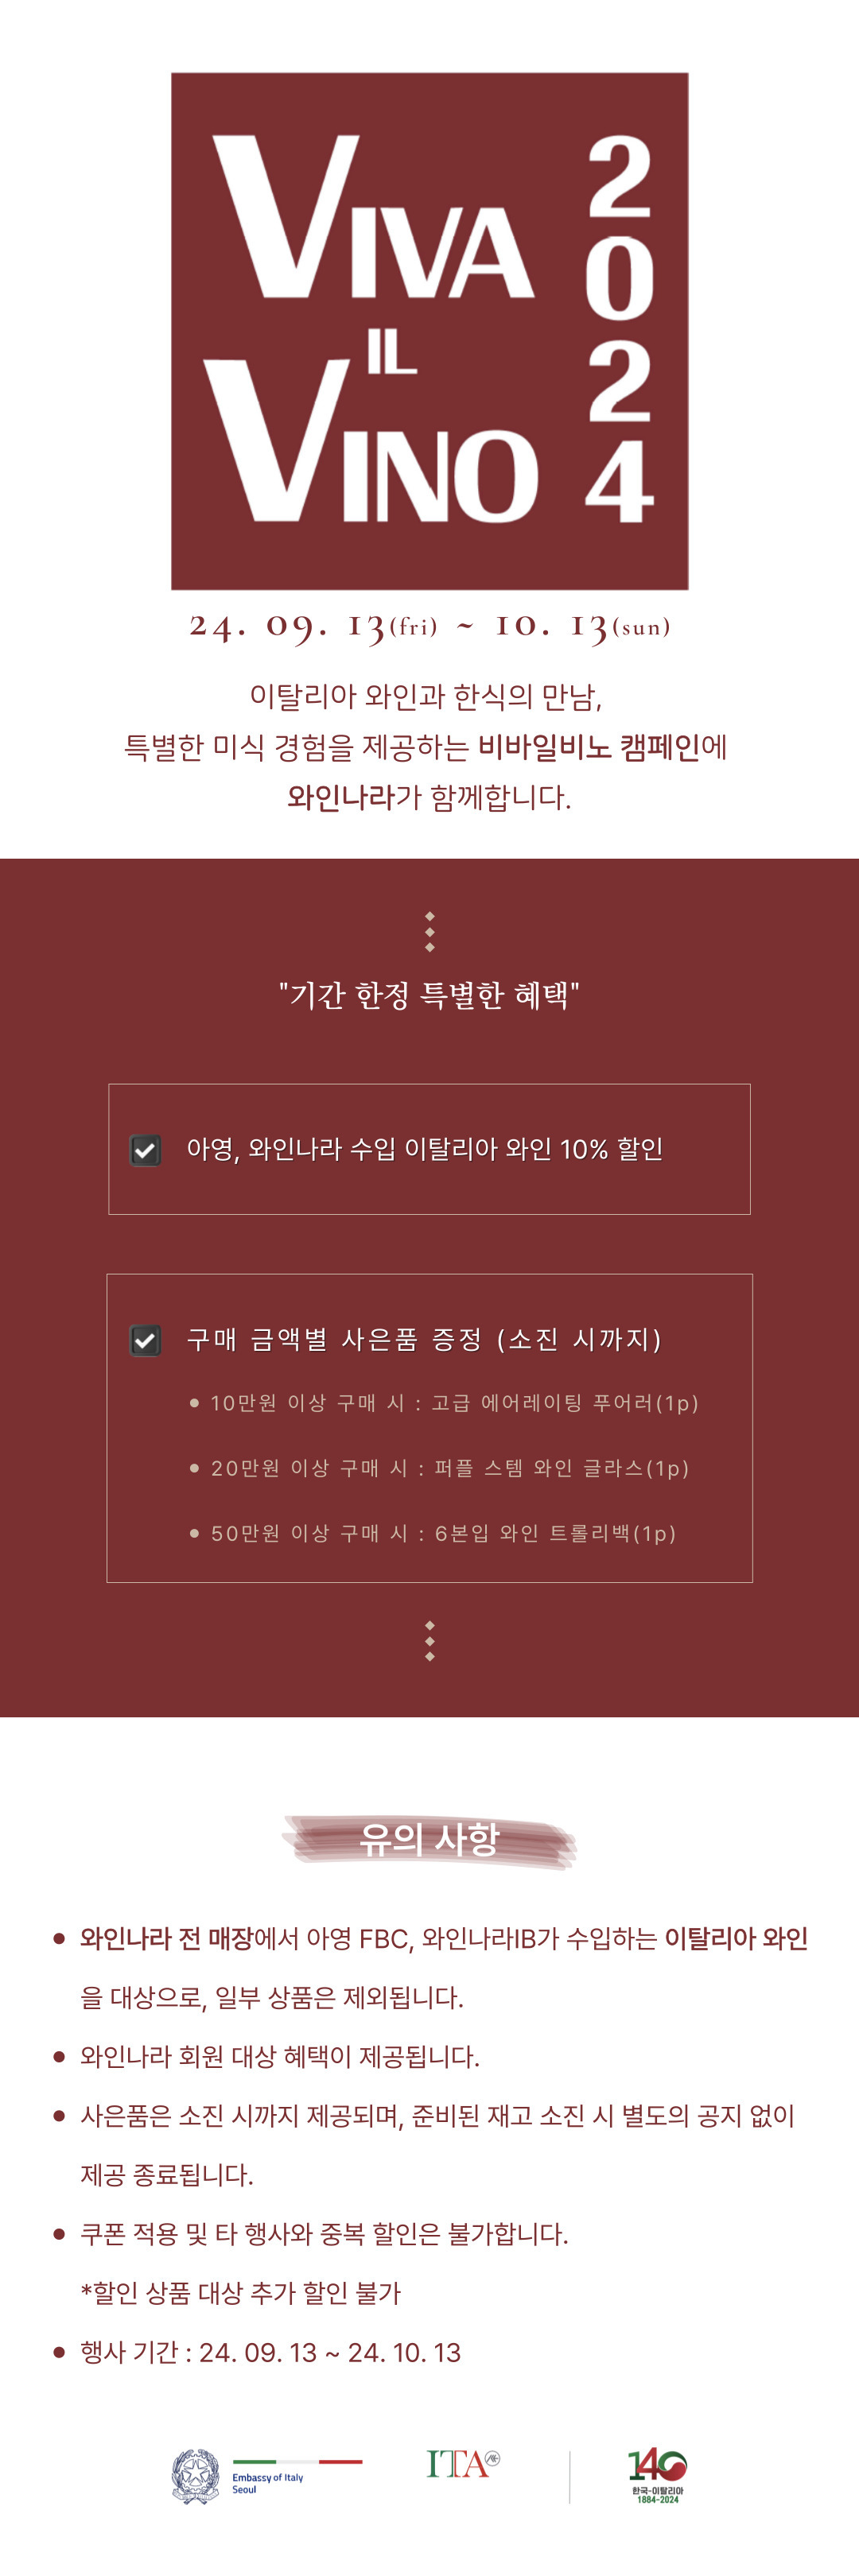 VIVA
IL
VINO
2024
24. 09. 13(fri) ~ 10. 13(sun)
이탈리아 와인과 한식의 만남,
특별한 미식 경험을 제공하는 비바일비노 캠페인에
와인나라가 함께합니다.
"기간 한정 특별한 혜택"
아영, 와인나라 수입 이탈리아 와인 10% 할인
구매 금액별 사은품 증정 (소진 시까지)
• 10만원 이상 구매 시 : 고급 에어레이팅 푸어러(1p)
• 20만원 이상 구매 시 : 퍼플 스템 와인 글라스(1p)
• 50만원 이상 구매 시 : 6본입 와인 트롤리백(1p)
유의 사항
• 와인나라 전 매장에서 아영 FBC, 와인나라IB가 수입하는 이탈리아 와인
을 대상으로, 일부 상품은 제외됩니다.
• 와인나라 회원 대상 혜택이 제공됩니다.
• 사은품은 소진 시까지 제공되며, 준비된 재고 소진 시 별도의 공지 없이
제공 종료됩니다.
• 쿠폰 적용 및 타 행사와 중복 할인은 불가합니다.
*할인 상품 대상 추가 할인 불가
• 행사 기간 : 24. 09. 13 ~ 24. 10. 13
Embassy of Italy
Seoul
ITA
140
한국-이탈리아
1884-2024